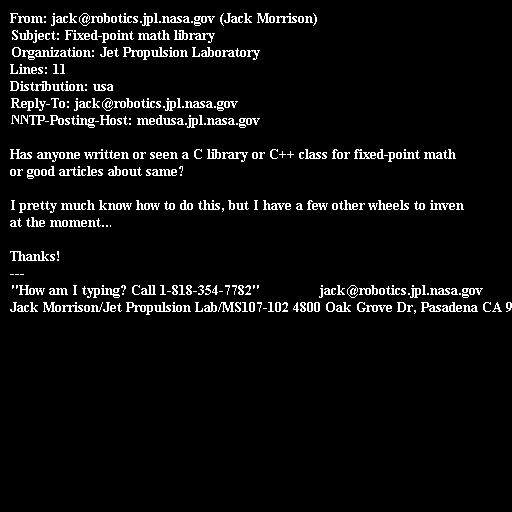 From: jack@robotics.jpl.nasa.gov (Jack Morrison)
Subject: Fixed-point math library
Organization: Jet Propulsion Laboratory
Lines: 11
Distribution: usa
Reply-To: jack@robotics.jpl.nasa.gov
NNTP-Posting-Host: medusa.jpl.nasa.gov

Has anyone written or seen a C library or C++ class for fixed-point math
or good articles about same?

I pretty much know how to do this, but I have a few other wheels to inven
at the moment...

Thanks!
---
"How am I typing? Call 1-818-354-7782" jack@robotics.jpl.nasa.gov
Jack Morrison/Jet Propulsion Lab/MS107-102 4800 Oak Grove Dr, Pasadena CA 9